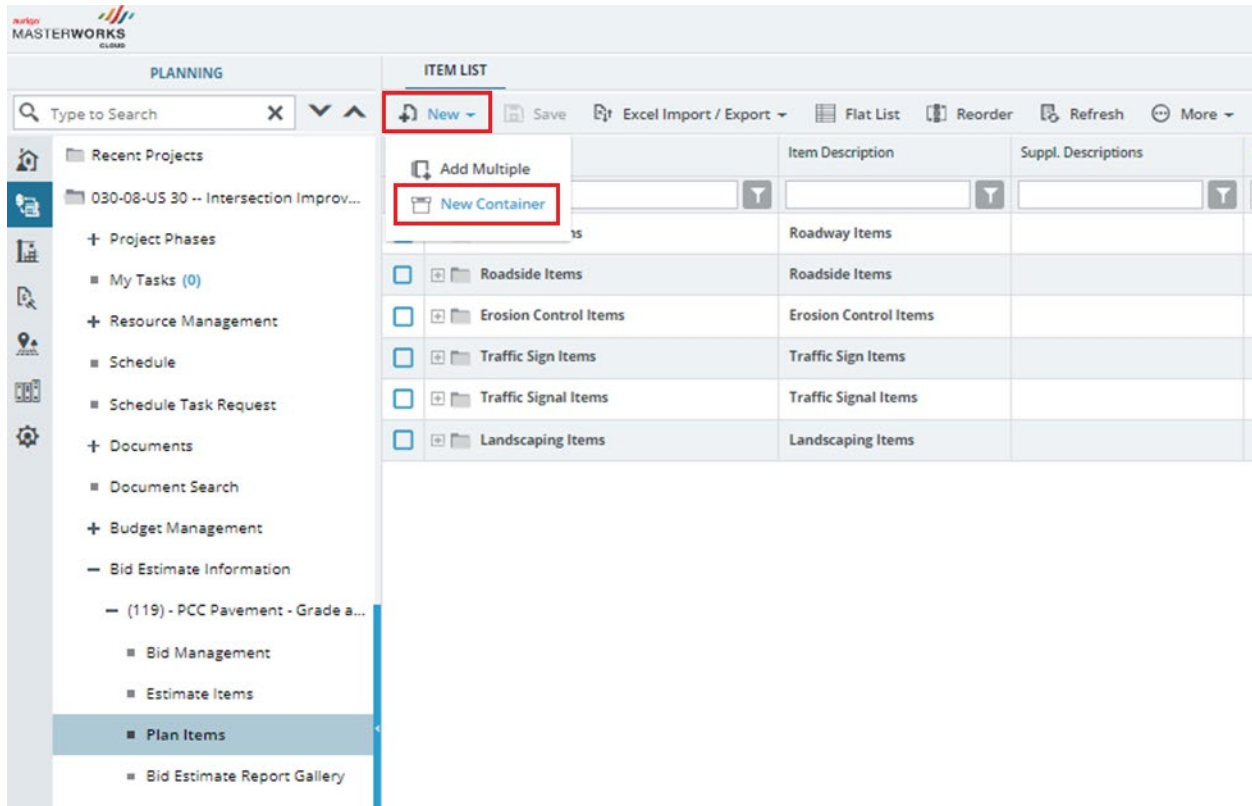 aurigo
MASTERWORKS
CLOUD
PLANNING
ITEM LIST
Type to Search
New
Save
Excel Import / Export
Flat List
Reorder
Refresh
More
Add Multiple
New Container
Item Description
Suppl. Descriptions
Recent Projects
030-08-US 30 -- Intersection Improv...
+ Project Phases
My Tasks (0)
+ Resource Management
Schedule
Schedule Task Request
+ Documents
Document Search
+ Budget Management
− Bid Estimate Information
− (119) - PCC Pavement - Grade a...
Bid Management
Estimate Items
Plan Items
Bid Estimate Report Gallery
Roadway Items
Roadside Items Roadside Items
Erosion Control Items Erosion Control Items
Traffic Sign Items Traffic Sign Items
Traffic Signal Items Traffic Signal Items
Landscaping Items Landscaping Items